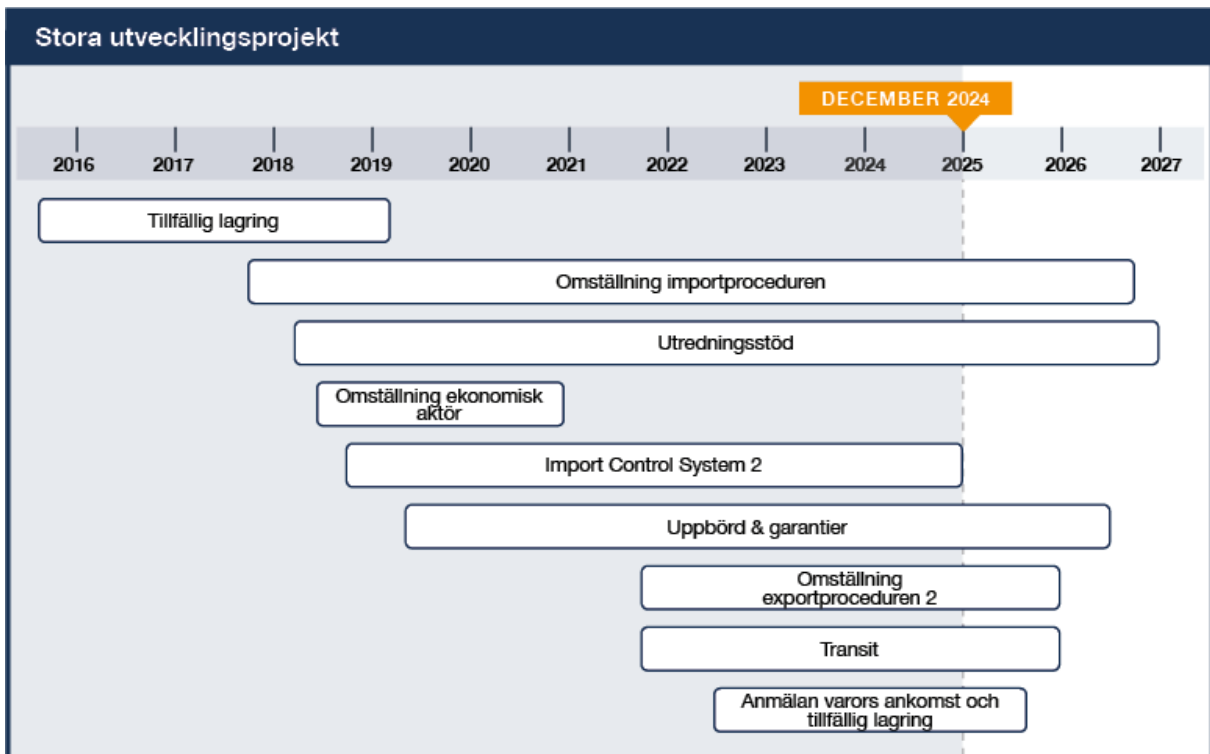 Stora utvecklingsprojekt
DECEMBER 2024
2016 2017 2018 2019 2020 2021 2022 2023 2024 2025 2026 2027
Tillfällig lagring
Omställning importproceduren
Utredningsstöd
Omställning ekonomisk
aktör
Import Control System 2
Uppbörd & garantier
Omställning
exportproceduren 2
Transit
Anmälan varors ankomst och
tillfällig lagring